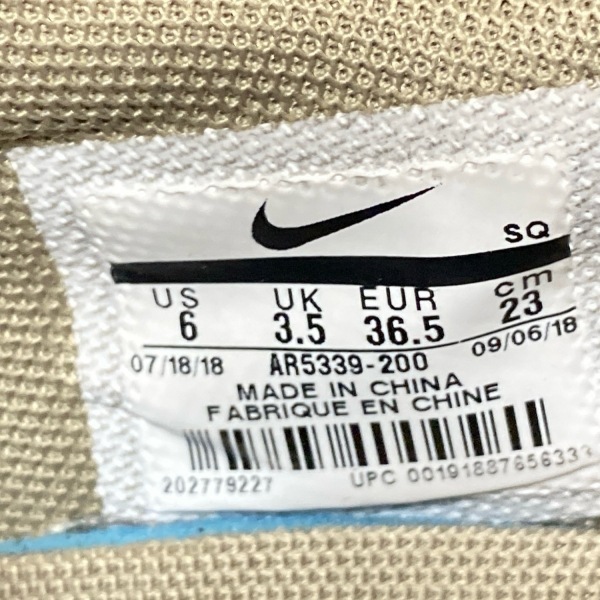 SQ
US UK EUR cm
6 3.5 36.5 23
07/18/18 AR5339-200 09/06/18
MADE IN CHINA
FABRIQUE EN CHINE
202779227 UPC 00191887656333